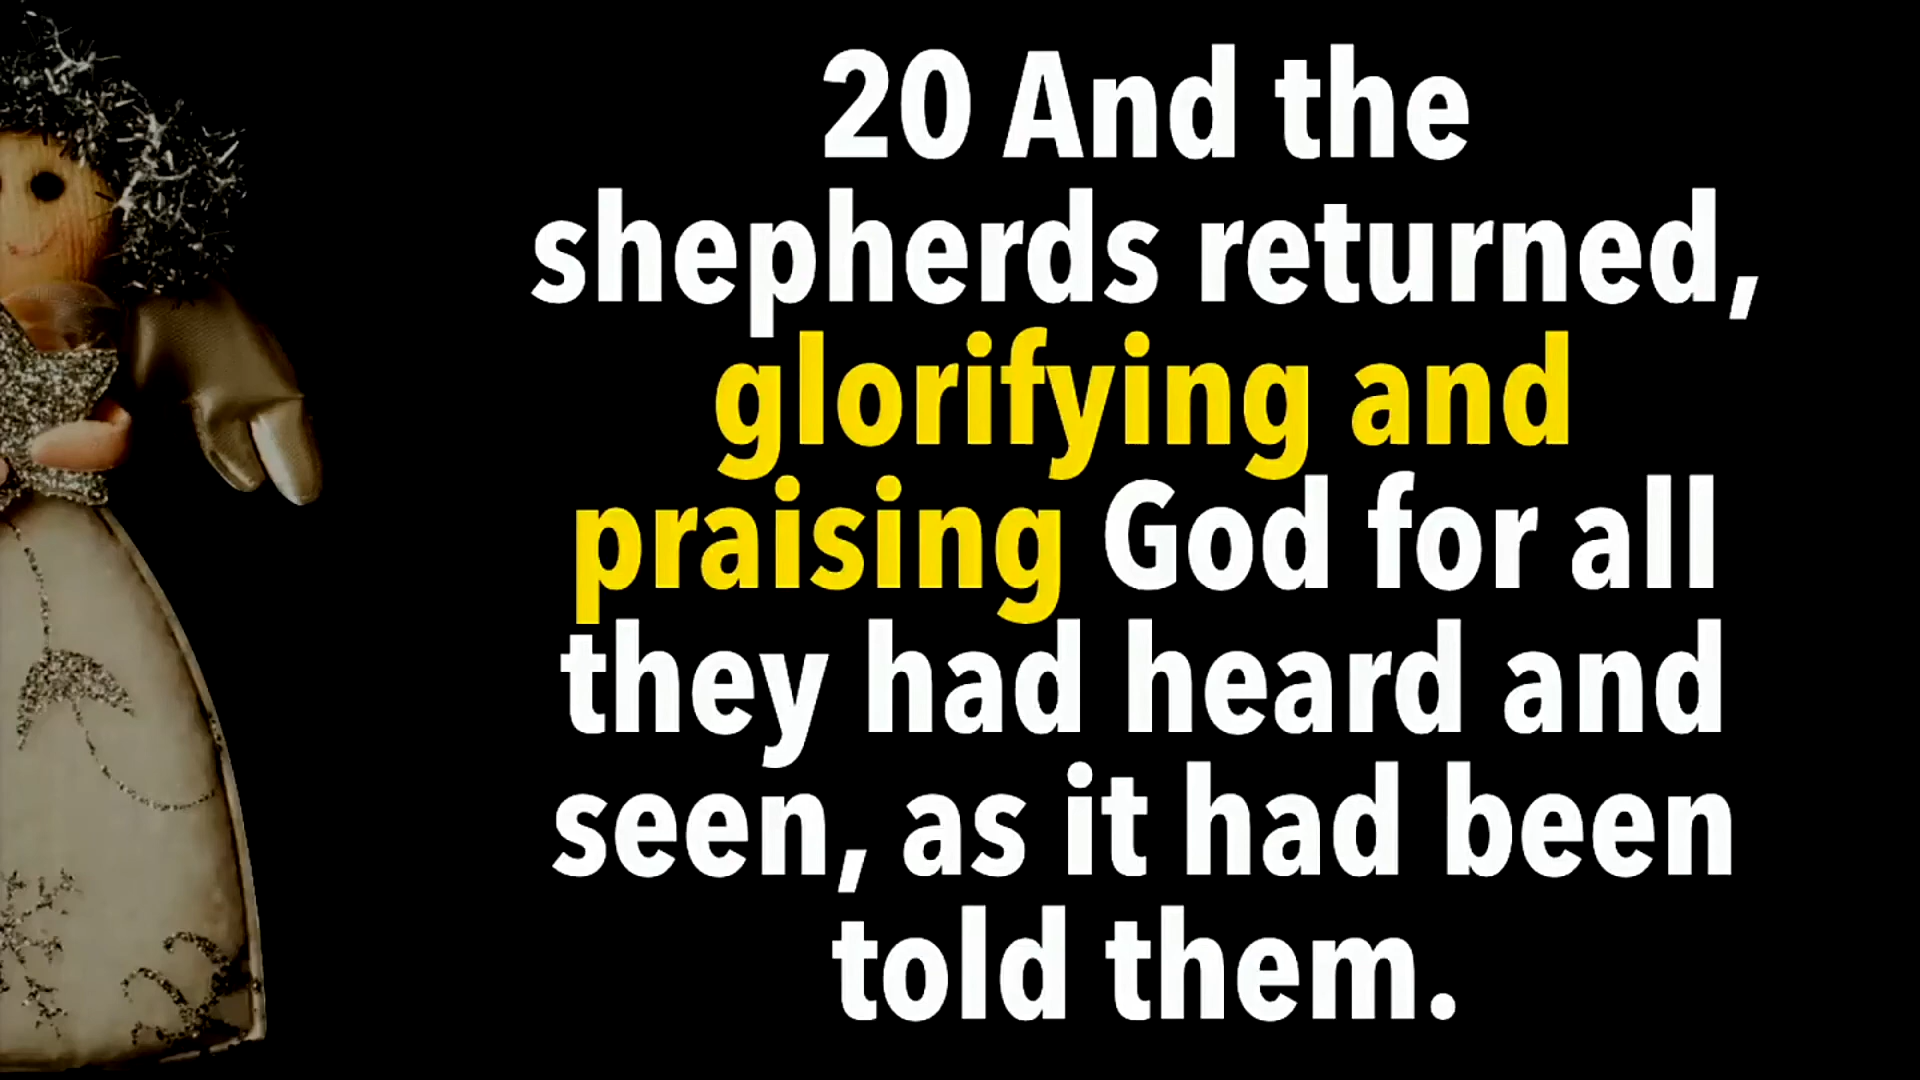 20 And the
shepherds returned,
glorifying and
praising God for all
they had heard and
seen, as it had been
told them.